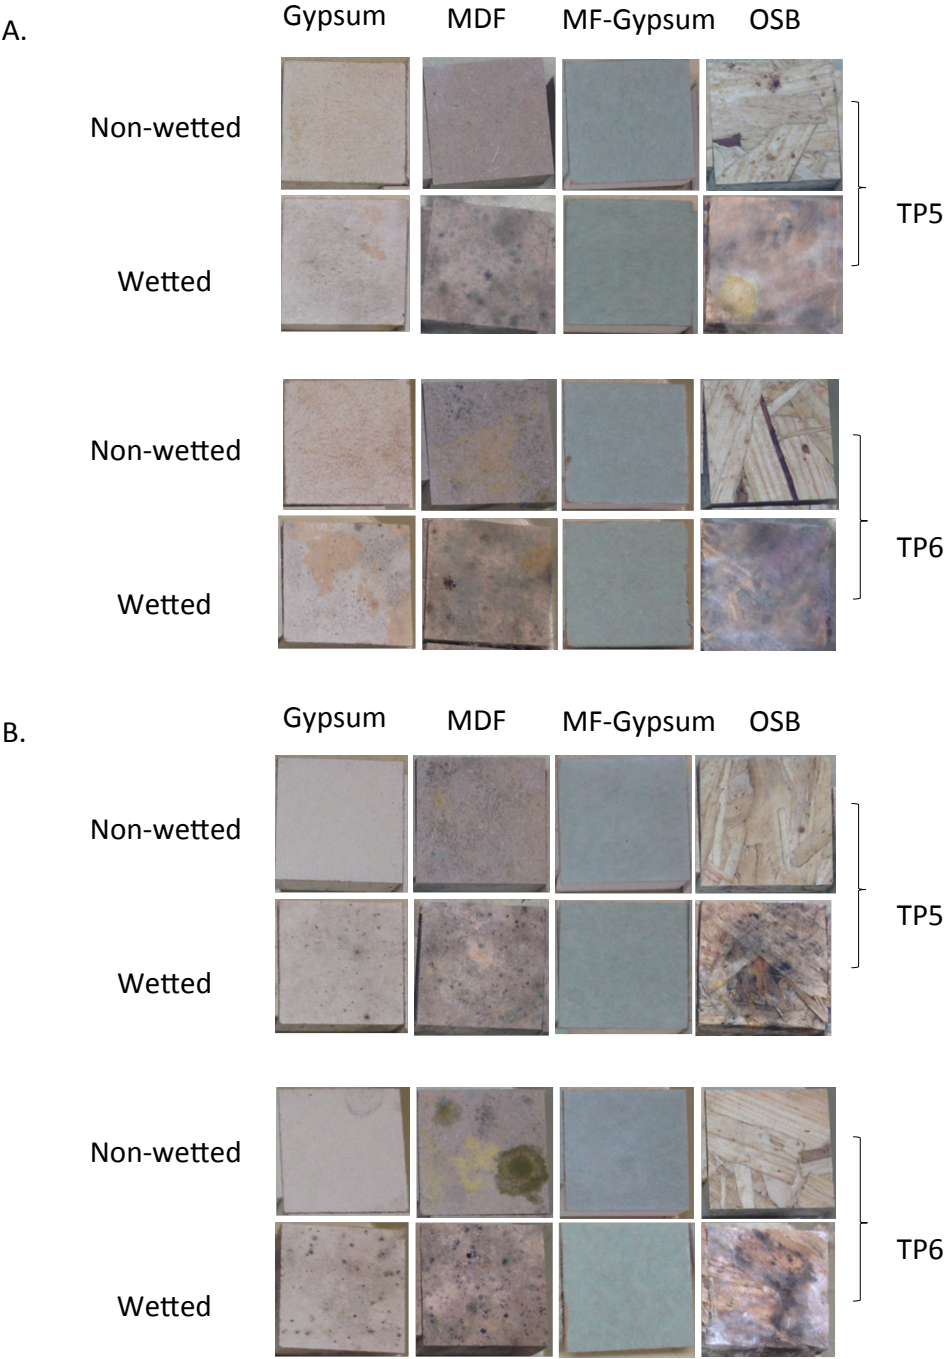 A.
Gypsum MDF MF-Gypsum OSB
Non-wetted
TP5
Wetted
Non-wetted
TP6
Wetted
B.
Gypsum MDF MF-Gypsum OSB
Non-wetted
TP5
Wetted
Non-wetted
TP6
Wetted